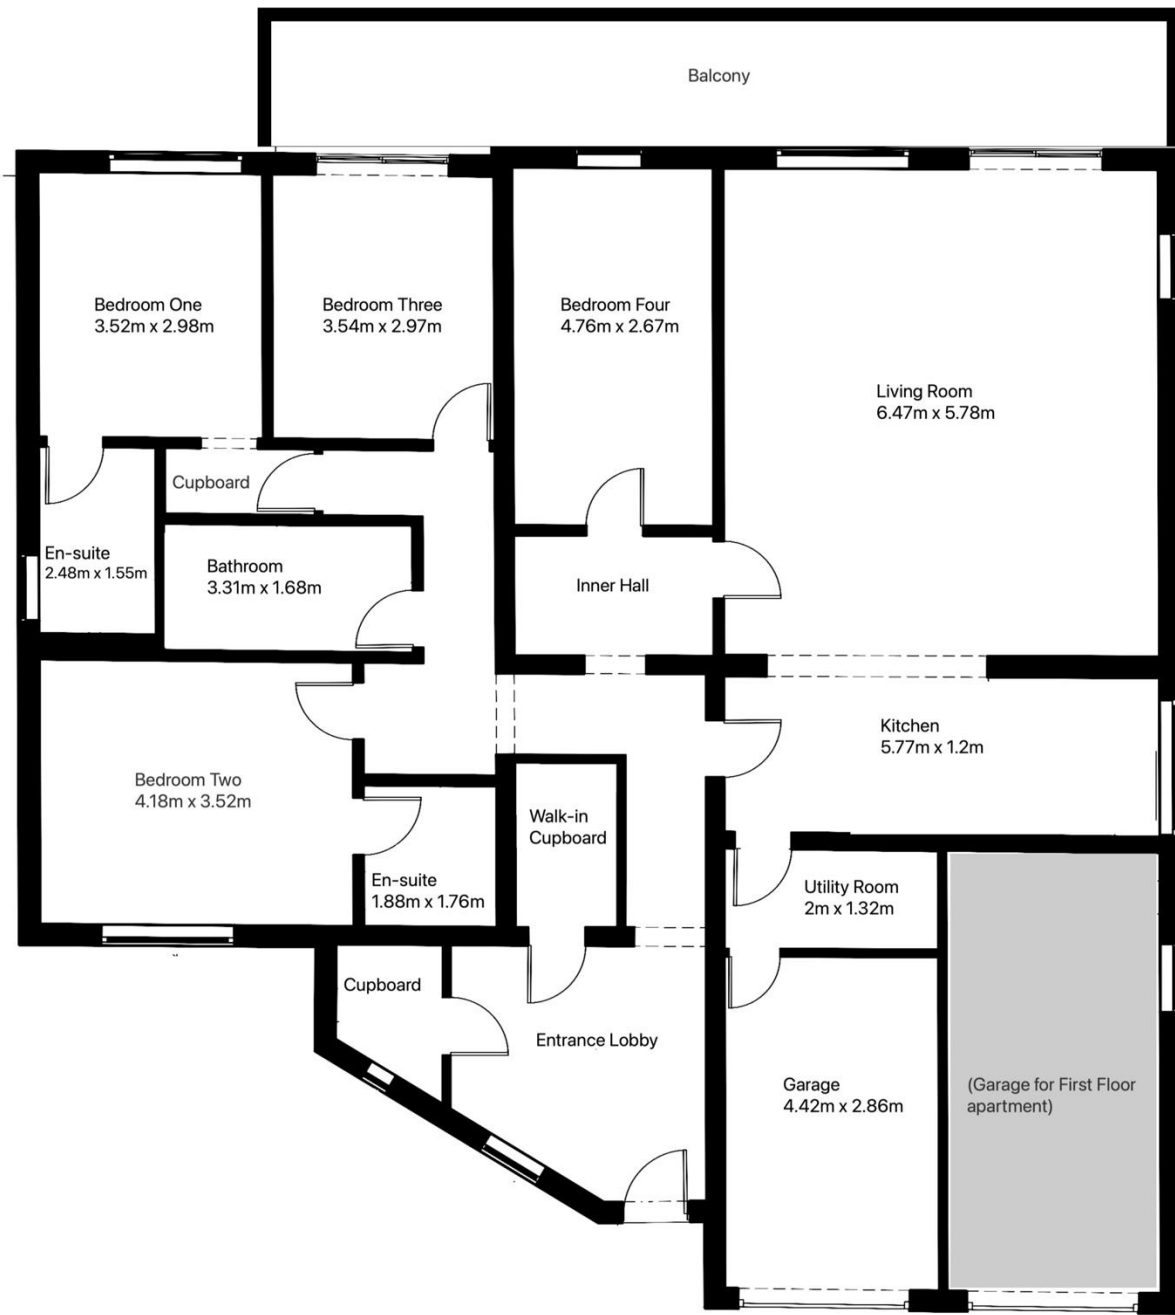 Balcony
Bedroom One
3.52m x 2.98m
Bedroom Three
3.54m x 2.97m
Bedroom Four
4.76m x 2.67m
Living Room
6.47m x 5.78m
Cupboard
En-suite
2.48m x 1.55m
Bathroom
3.31m x 1.68m
Inner Hall
Kitchen
5.77m x 1.2m
Bedroom Two
4.18m x 3.52m
Walk-in
Cupboard
En-suite
1.88m x 1.76m
Utility Room
2m x 1.32m
Cupboard
Entrance Lobby
Garage
4.42m x 2.86m
(Garage for First Floor
apartment)